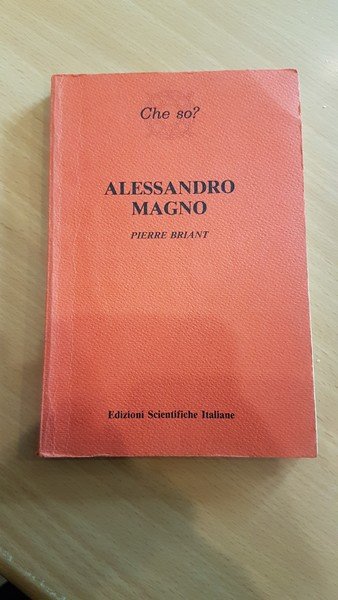 Che so?
ALESSANDRO
MAGNO
PIERRE BRIANT
Edizioni Scientifiche Italiane